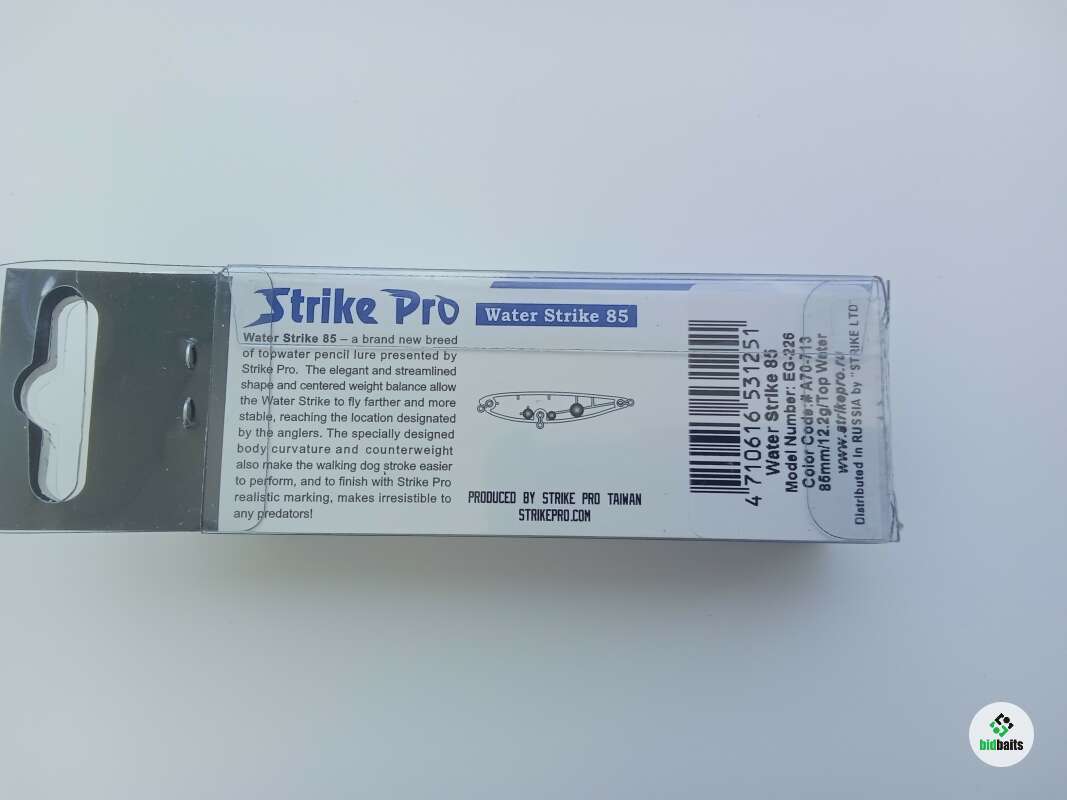 Strike Pro
Water Strike 85
Water Strike 85 – a brand new breed
of topwater pencil lure presented by
Strike Pro. The elegant and streamlined
shape and centered weight balance allow
the Water Strike to fly farther and more
stable, reaching the location designated
by the anglers. The specially designed
body curvature and counterweight
also make the walking dog stroke easier
to perform, and to finish with Strike Pro
realistic marking, makes irresistible to
any predators!
PRODUCED BY STRIKE PRO TAIWAN
STRIKEPRO.COM
4 710616 531251
Water Strike 85
Model Number: EG-226
Color Code:# A70-713
85mm/12.2g/Top Water
www.strikepro.ru
Distributed in RUSSIA by "STRIKE LTD"
bidbaits